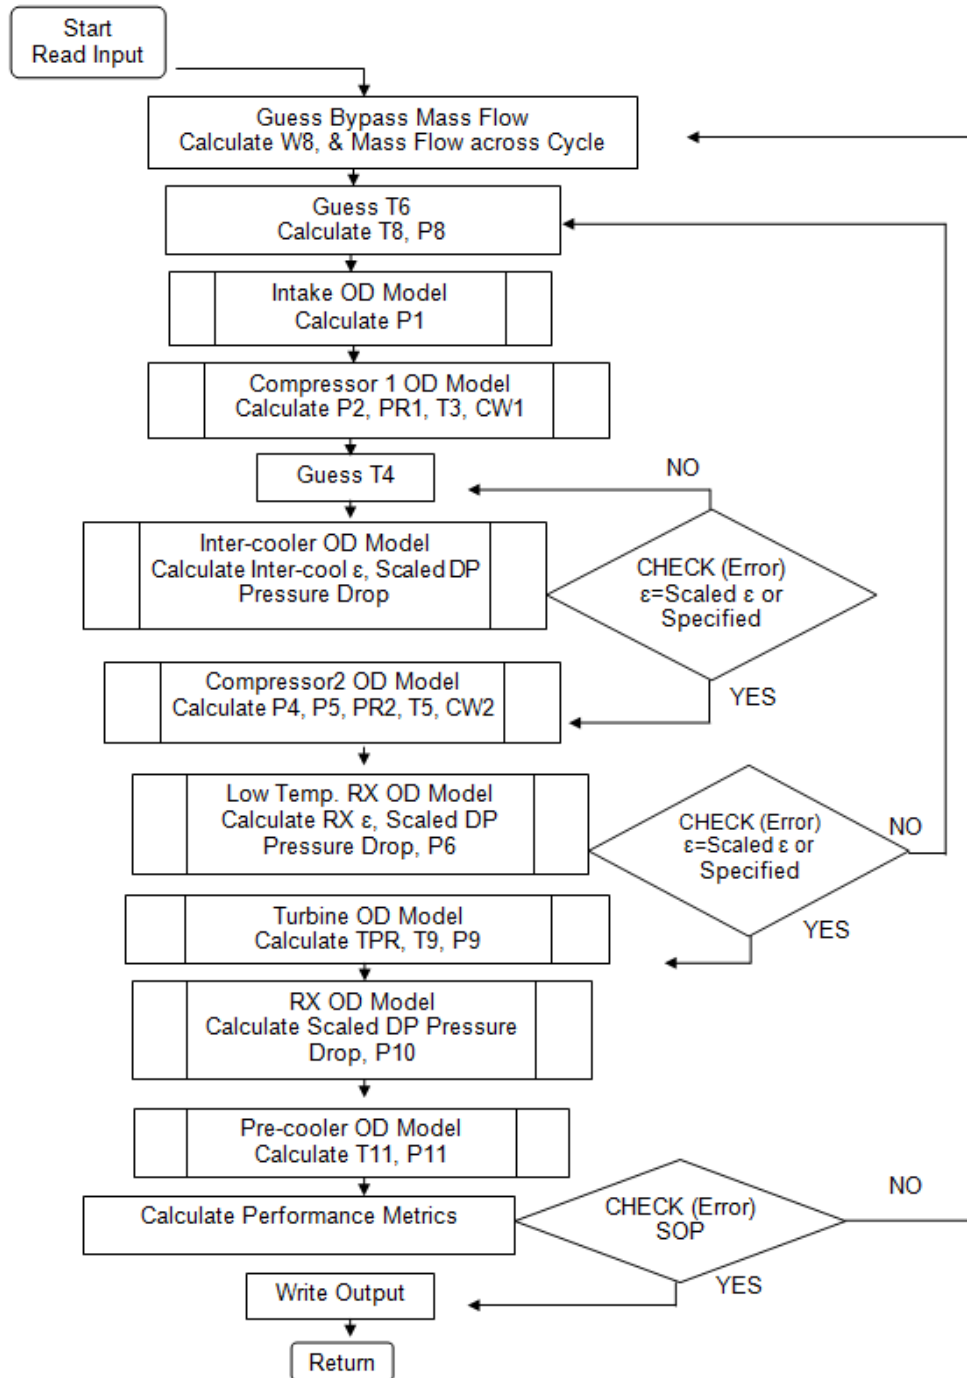 Start
Read Input
Guess Bypass Mass Flow
Calculate W8, & Mass Flow across Cycle
Guess T6
Calculate T8, P8
Intake OD Model
Calculate P1
Compressor 1 OD Model
Calculate P2, PR1, T3, CW1
Guess T4
NO
Inter-cooler OD Model
Calculate Inter-cool ε, Scaled DP
Pressure Drop
CHECK (Error)
ε=Scaled ε or
Specified
YES
Compressor2 OD Model
Calculate P4, P5, PR2, T5, CW2
Low Temp. RX OD Model
Calculate RX ε, Scaled DP
Pressure Drop, P6
CHECK (Error)
ε=Scaled ε or
Specified
NO
YES
Turbine OD Model
Calculate TPR, T9, P9
RX OD Model
Calculate Scaled DP Pressure
Drop, P10
Pre-cooler OD Model
Calculate T11, P11
Calculate Performance Metrics
CHECK (Error)
SOP
NO
YES
Write Output
Return